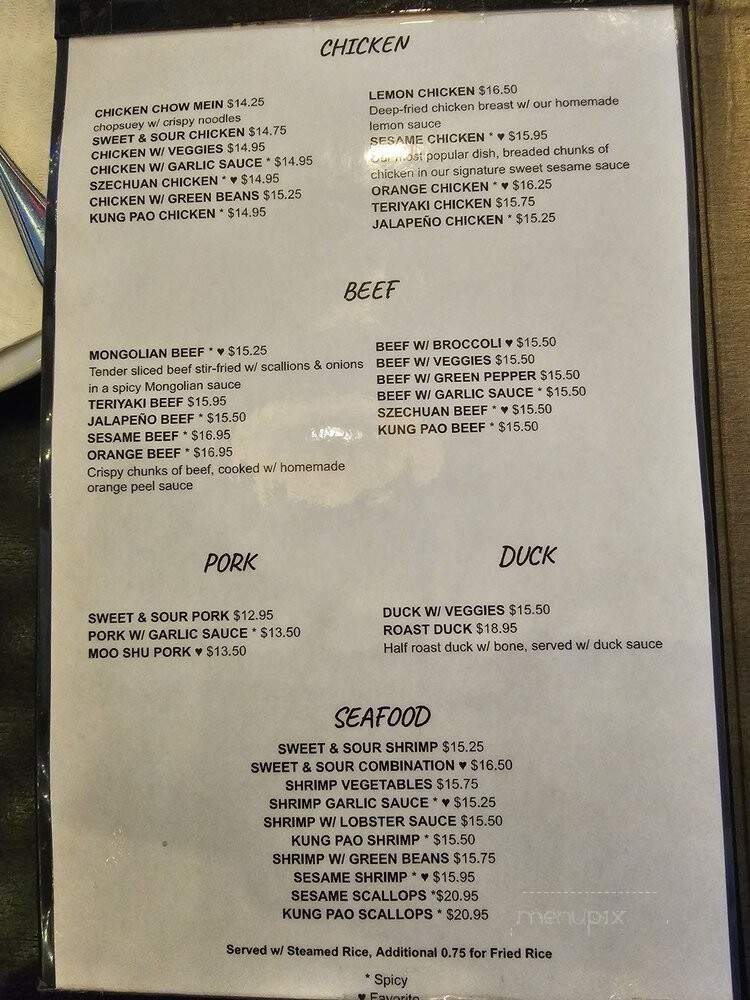 CHICKEN
CHICKEN CHOW MEIN $14.25
chopsuey w/ crispy noodles
SWEET & SOUR CHICKEN $14.75
CHICKEN W/ VEGGIES $14.95
CHICKEN W/ GARLIC SAUCE * $14.95
SZECHUAN CHICKEN * ♥ $14.95
CHICKEN W/ GREEN BEANS $15.25
KUNG PAO CHICKEN * $14.95
LEMON CHICKEN $16.50
Deep-fried chicken breast w/ our homemade
lemon sauce
SESAME CHICKEN * ♥ $15.95
Our most popular dish, breaded chunks of
chicken in our signature sweet sesame sauce
ORANGE CHICKEN * ♥ $16.25
TERIYAKI CHICKEN $15.75
JALAPEÑO CHICKEN * $15.25
BEEF
MONGOLIAN BEEF * ♥ $15.25
Tender sliced beef stir-fried w/ scallions & onions
in a spicy Mongolian sauce
TERIYAKI BEEF $15.95
JALAPEÑO BEEF * $15.50
SESAME BEEF * $16.95
ORANGE BEEF * $16.95
Crispy chunks of beef, cooked w/ homemade
orange peel sauce
BEEF W/ BROCCOLI ♥ $15.50
BEEF W/ VEGGIES $15.50
BEEF W/ GREEN PEPPER $15.50
BEEF W/ GARLIC SAUCE * $15.50
SZECHUAN BEEF * ♥ $15.50
KUNG PAO BEEF * $15.50
PORK
SWEET & SOUR PORK $12.95
PORK W/ GARLIC SAUCE * $13.50
MOO SHU PORK ♥ $13.50
DUCK
DUCK W/ VEGGIES $15.50
ROAST DUCK $18.95
Half roast duck w/ bone, served w/ duck sauce
SEAFOOD
SWEET & SOUR SHRIMP $15.25
SWEET & SOUR COMBINATION ♥ $16.50
SHRIMP VEGETABLES $15.75
SHRIMP GARLIC SAUCE * ♥ $15.25
SHRIMP W/ LOBSTER SAUCE $15.50
KUNG PAO SHRIMP * $15.50
SHRIMP W/ GREEN BEANS $15.75
SESAME SHRIMP * ♥ $15.95
SESAME SCALLOPS *$20.95
KUNG PAO SCALLOPS * $20.95
menupix
Served w/ Steamed Rice, Additional 0.75 for Fried Rice
* Spicy
♥ Favorite